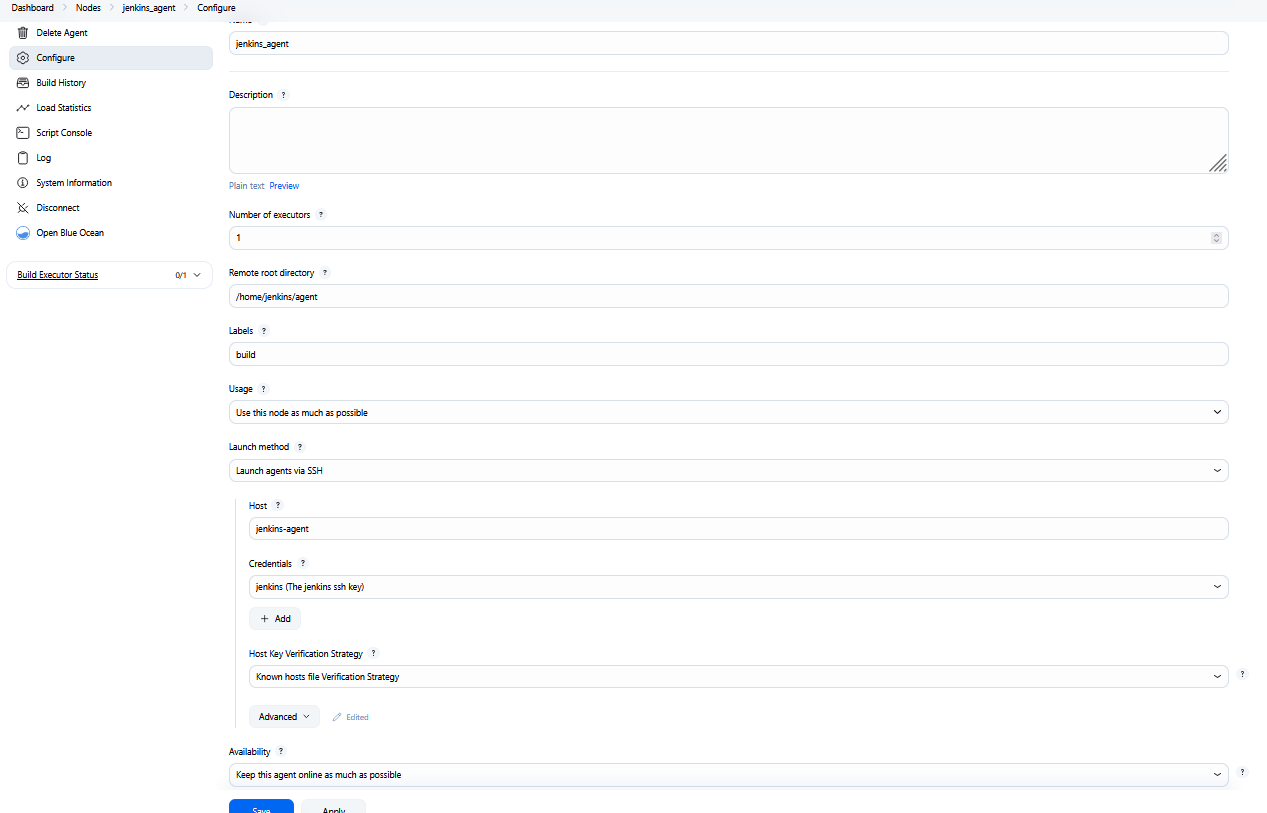 Dashboard Nodes jenkins_agent Configure
Delete Agent
Configure
Build History
Load Statistics
Script Console
Log
System Information
Disconnect
Open Blue Ocean
Build Executor Status 0/1
Name
jenkins_agent
Description ?
Plain text Preview
Number of executors ?
1
Remote root directory ?
/home/jenkins/agent
Labels ?
build
Usage ?
Use this node as much as possible
Launch method ?
Launch agents via SSH
Host ?
jenkins-agent
Credentials ?
jenkins (The jenkins ssh key)
+ Add
Host Key Verification Strategy ?
Known hosts file Verification Strategy
?
Advanced Edited
Availability ?
Keep this agent online as much as possible
?
Save Apply